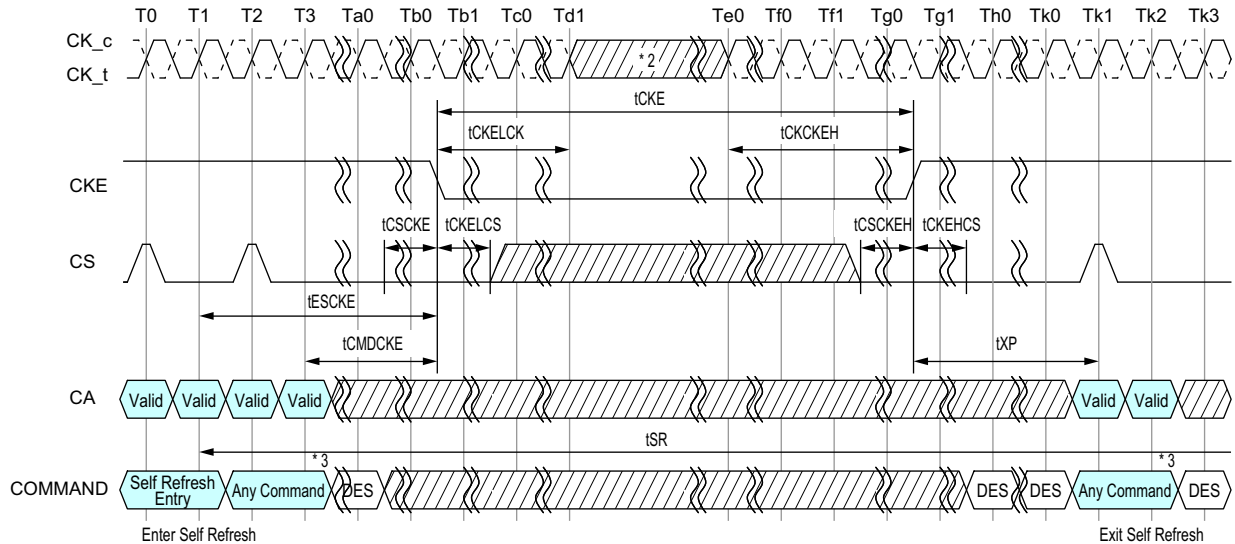 T0 T1 T2 T3 Ta0 Tb0 Tb1 Tc0 Td1 Te0 Tf0 Tf1 Tg0 Tg1 Th0 Tk0 Tk1 Tk2 Tk3
CK_c
CK_t
* 2
tCKE
tCKELCK tCKCKEH
CKE
tCSCKE tCKELCS tCSCKEH tCKEHCS
CS
tESCKE
tCMDCKE tXP
CA Valid Valid Valid Valid Valid Valid
tSR
* 3 * 3
COMMAND Self Refresh Entry Any Command DES DES DES Any Command DES
Enter Self Refresh Exit Self Refresh